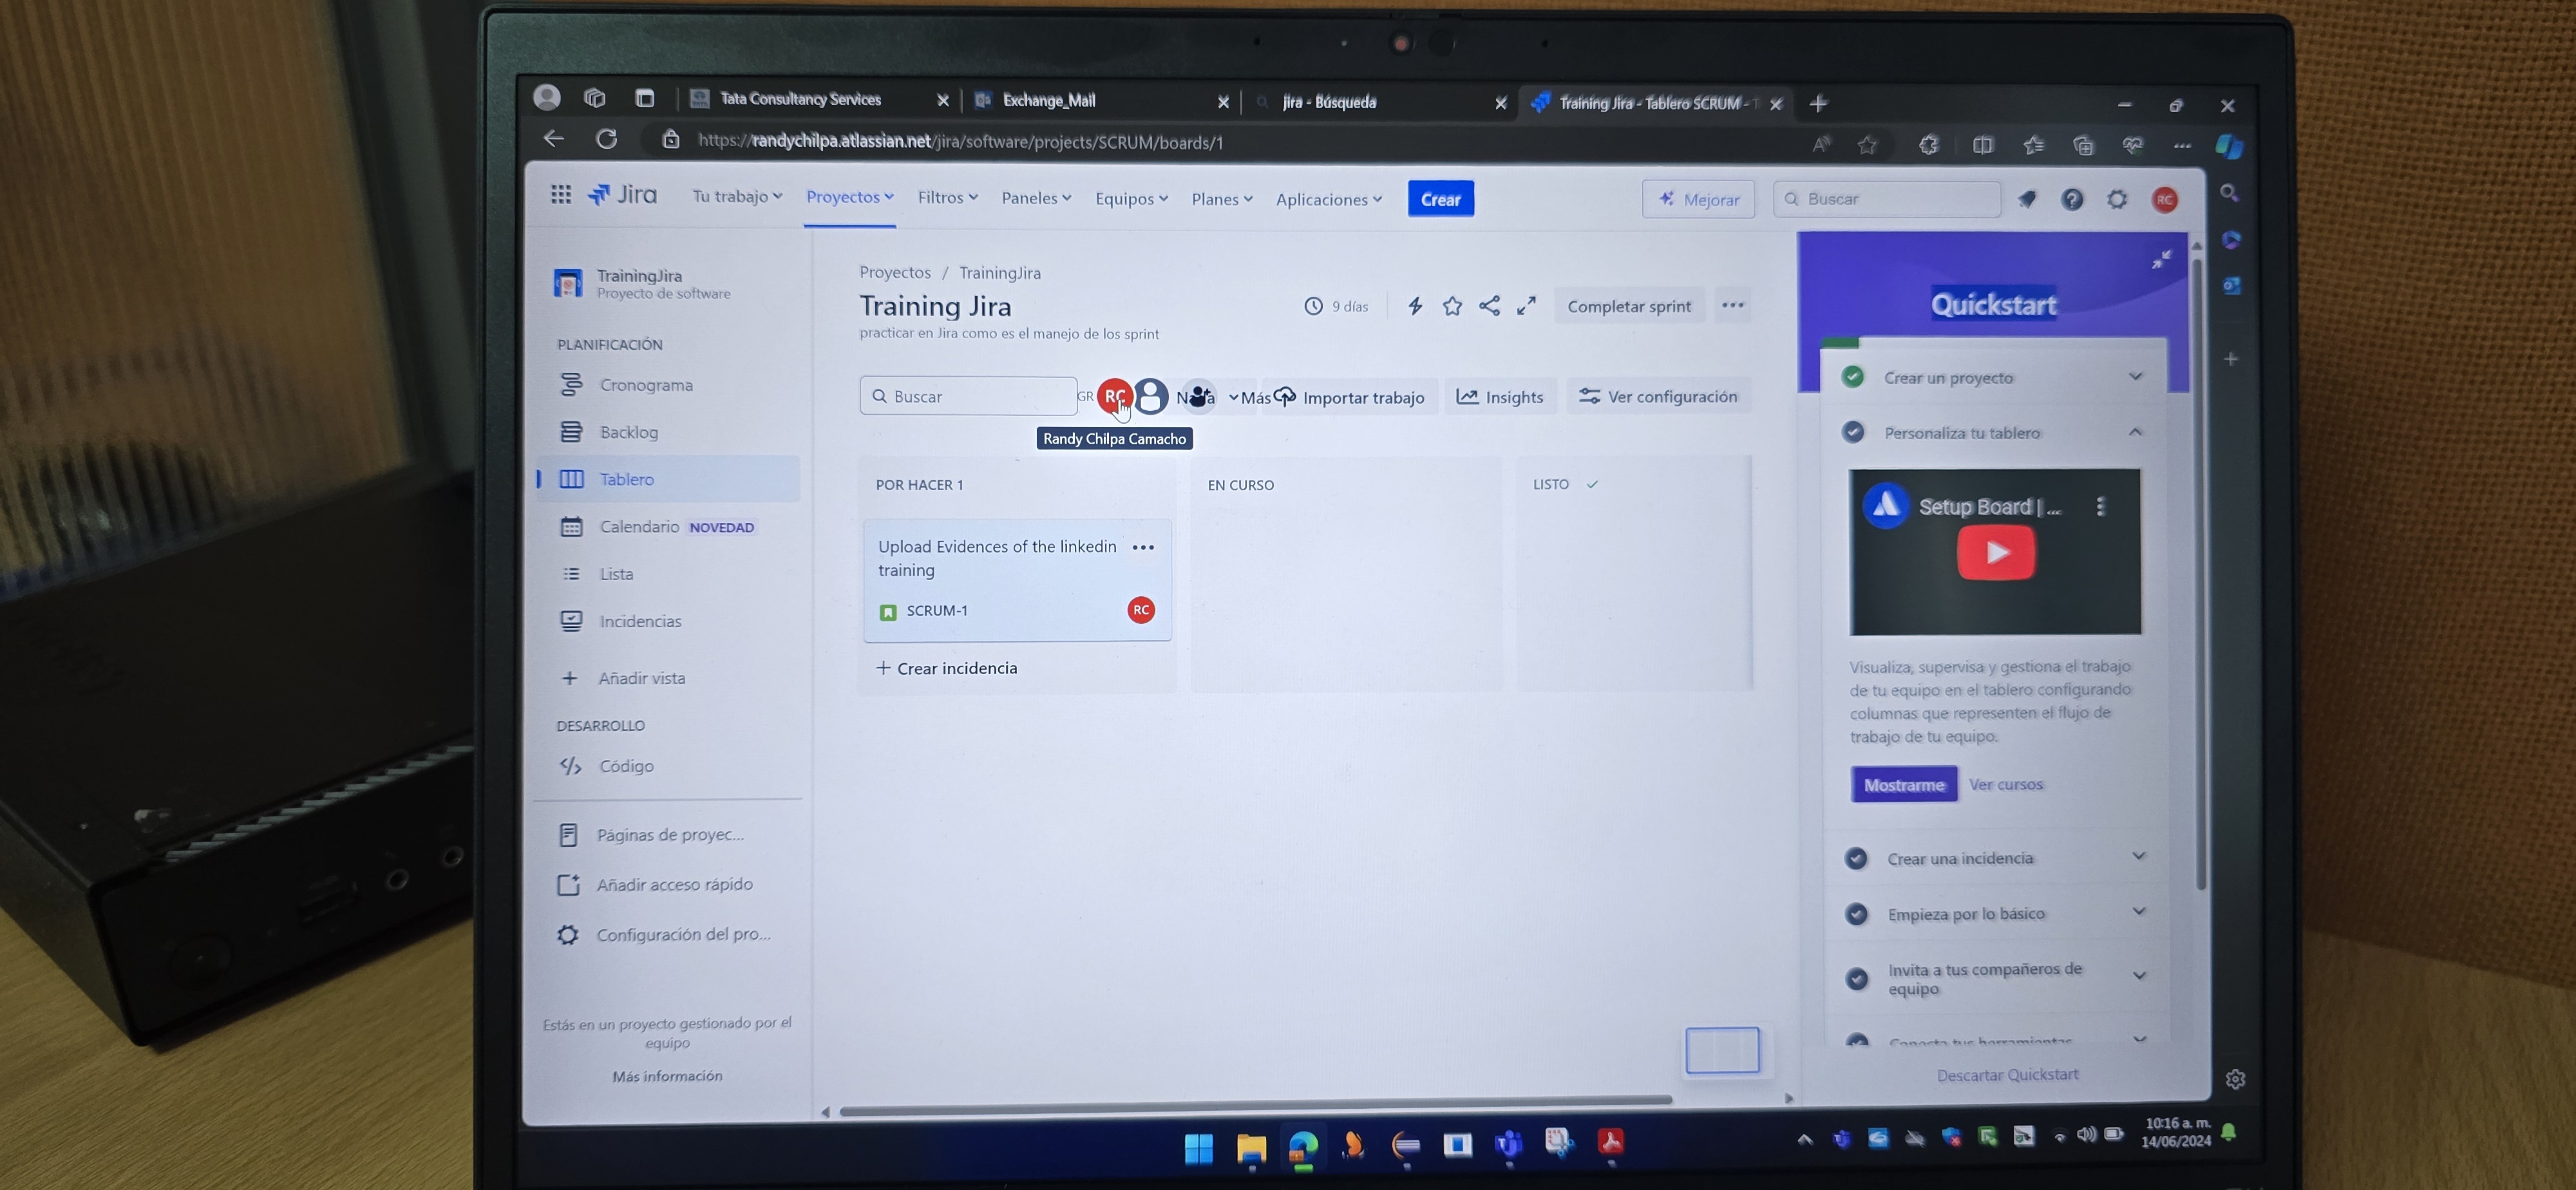 Tata Consultancy Services
Exchange_Mail
jira - Búsqueda
Training Jira - Tablero SCRUM -
https://randychilpa.atlassian.net/jira/software/projects/SCRUM/boards/1
Jira
Tu trabajo
Proyectos
Filtros
Paneles
Equipos
Planes
Aplicaciones
Crear
Mejorar
Buscar
RC
TrainingJira
Proyecto de software
PLANIFICACIÓN
Cronograma
Backlog
Tablero
Calendario NOVEDAD
Lista
Incidencias
Añadir vista
DESARROLLO
Código
Páginas de proyec...
Añadir acceso rápido
Configuración del pro...
Estás en un proyecto gestionado por el
equipo
Más información
Proyectos / TrainingJira
Training Jira
9 días
Completar sprint
practicar en Jira como es el manejo de los sprint
Buscar
GR
RC
Más
Importar trabajo
Insights
Ver configuración
Randy Chilpa Camacho
POR HACER 1
EN CURSO
LISTO
Upload Evidences of the linkedin
training
SCRUM-1
RC
+ Crear incidencia
Quickstart
Crear un proyecto
Personaliza tu tablero
Setup Board | ...
Visualiza, supervisa y gestiona el trabajo
de tu equipo en el tablero configurando
columnas que representen el flujo de
trabajo de tu equipo.
Mostrarme
Ver cursos
Crear una incidencia
Empieza por lo básico
Invita a tus compañeros de
equipo
Conecta tus herramientas
Descartar Quickstart
10:16 a. m.
14/06/2024